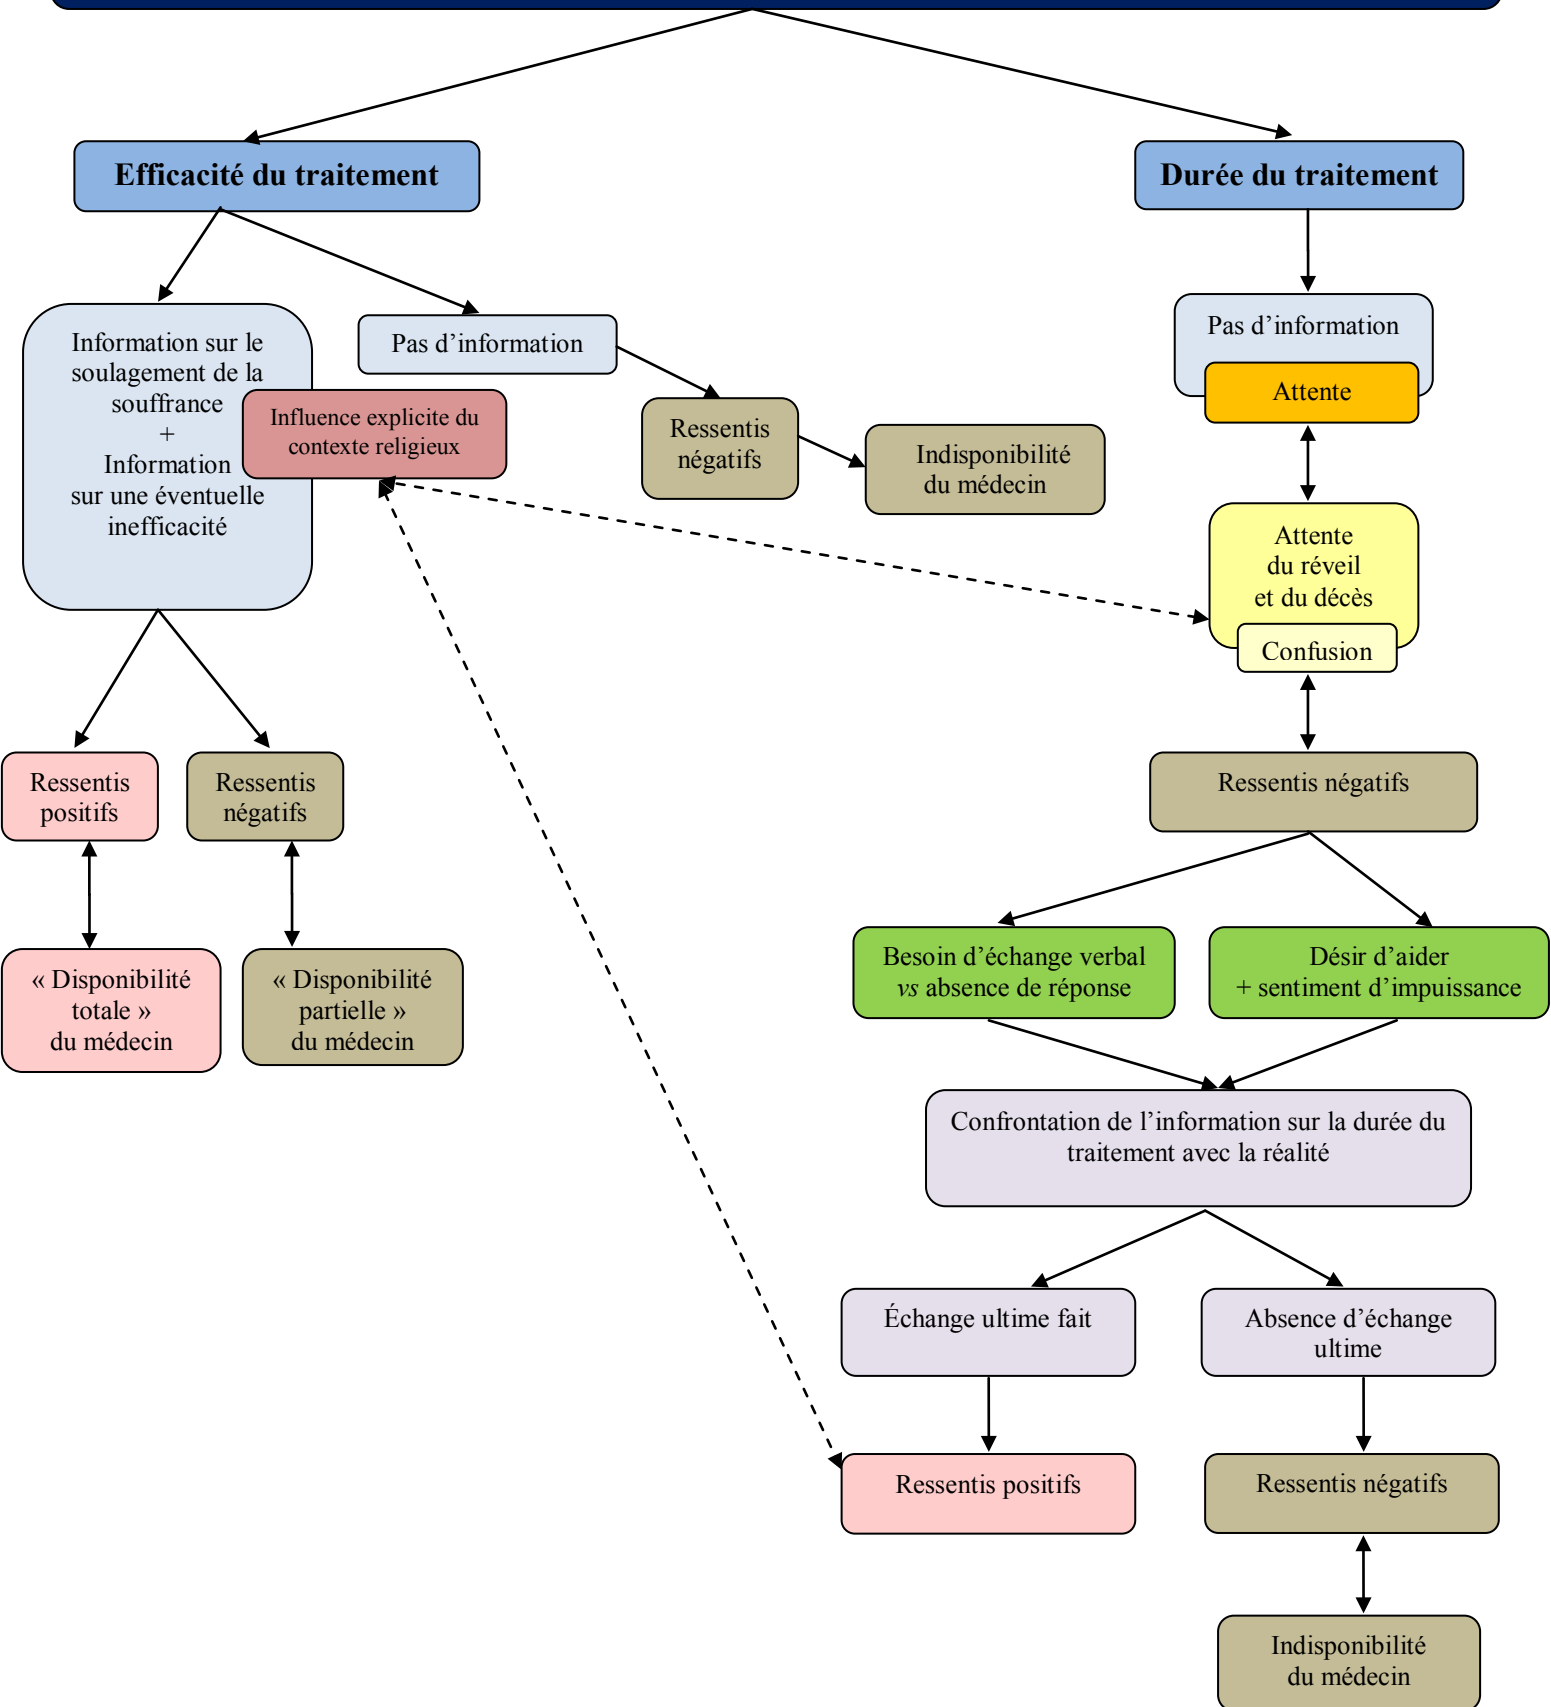 Efficacité du traitement
Durée du traitement
Information sur le
soulagement de la
souffrance
+
Information
sur une éventuelle
inefficacité
Influence explicite du
contexte religieux
Pas d’information
Ressentis
négatifs
Indisponibilité
du médecin
Pas d’information
Attente
Attente
du réveil
et du décès
Confusion
Ressentis
positifs
Ressentis
négatifs
Ressentis négatifs
« Disponibilité
totale »
du médecin
« Disponibilité
partielle »
du médecin
Besoin d’échange verbal
vs absence de réponse
Désir d’aider
+ sentiment d’impuissance
Confrontation de l’information sur la durée du
traitement avec la réalité
Échange ultime fait
Absence d’échange
ultime
Ressentis positifs
Ressentis négatifs
Indisponibilité
du médecin